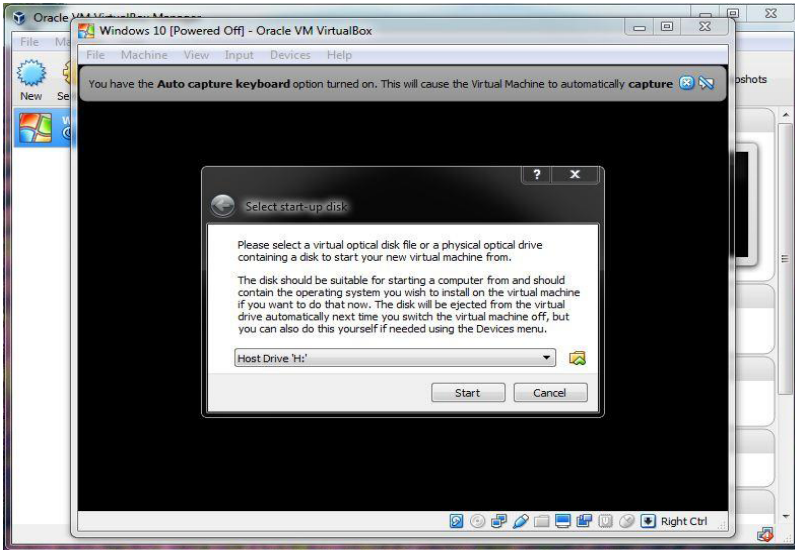 Oracle VM VirtualBox Manager
Windows 10 [Powered Off] - Oracle VM VirtualBox
File
File Machine View Input Devices Help
You have the Auto capture keyboard option turned on. This will cause the Virtual Machine to automatically capture
New
Select start-up disk
Please select a virtual optical disk file or a physical optical drive
containing a disk to start your new virtual machine from.
The disk should be suitable for starting a computer from and should
contain the operating system you wish to install on the virtual machine
if you want to do that now. The disk will be ejected from the virtual
drive automatically next time you switch the virtual machine off, but
you can also do this yourself if needed using the Devices menu.
Host Drive 'H:'
Start Cancel
Right Ctrl